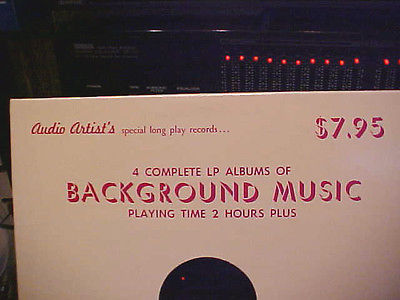 YAMAHA
Audio Artist's special long play records...
$7.95
4 COMPLETE LP ALBUMS OF
BACKGROUND MUSIC
PLAYING TIME 2 HOURS PLUS